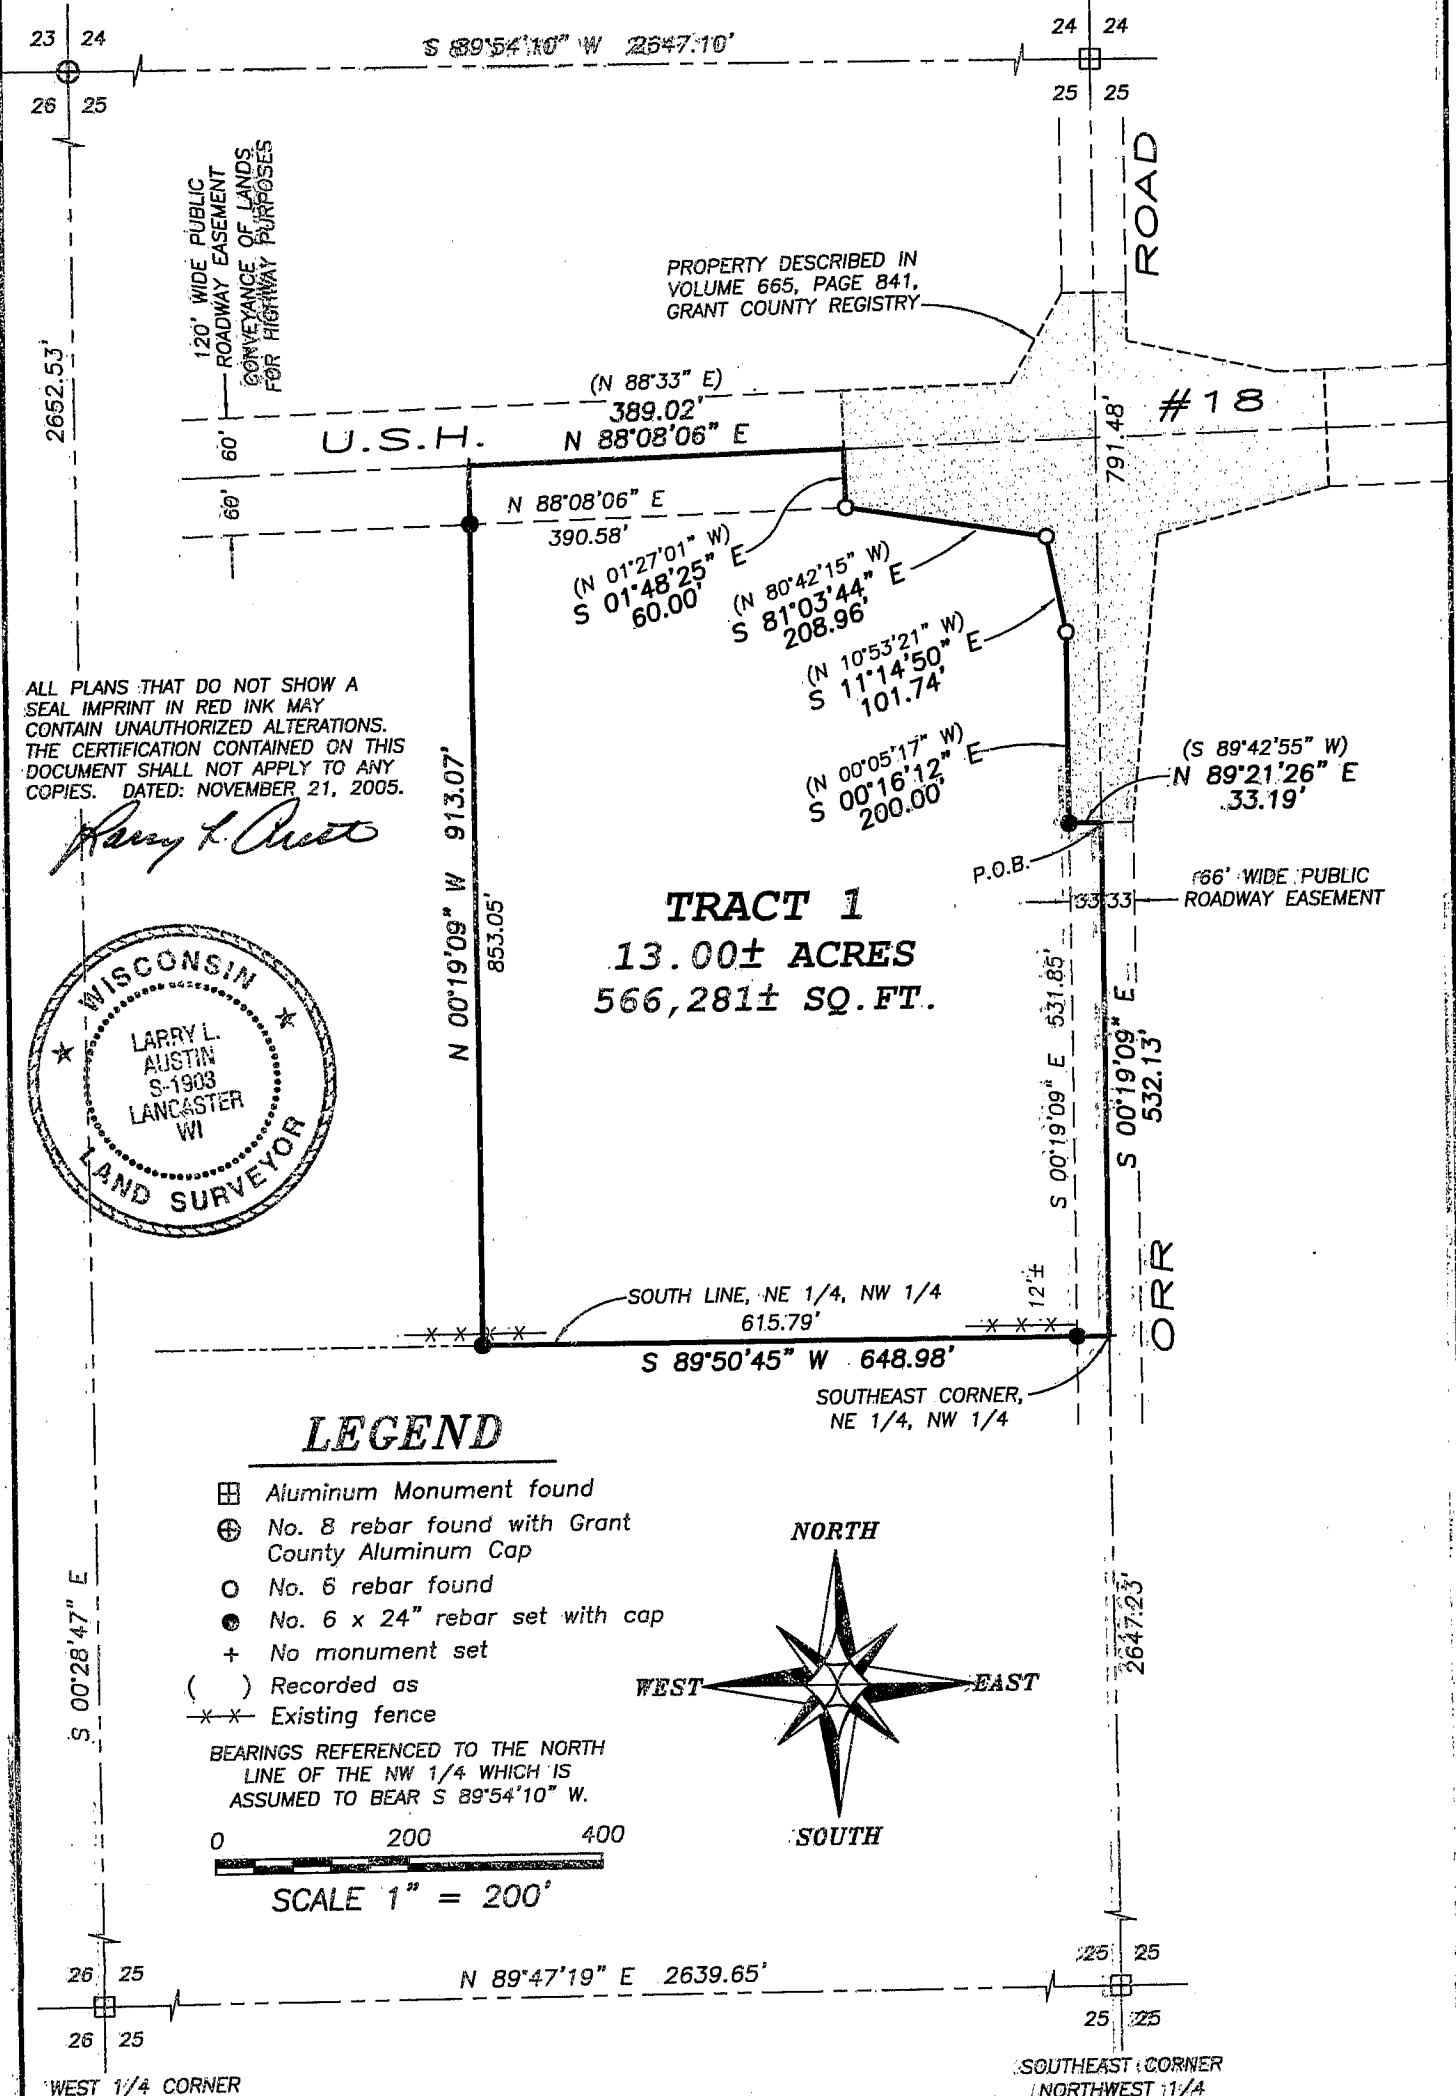 23 24
S 89°54'10" W 2647.10'
24 24
26 25
25 25
120' WIDE PUBLIC
ROADWAY EASEMENT
CONVEYANCE OF LANDS
FOR HIGHWAY PURPOSES
ROAD
PROPERTY DESCRIBED IN
VOLUME 665, PAGE 841,
GRANT COUNTY REGISTRY
2652.53'
(N 88°33" E)
389.02'
N 88°08'06" E
U.S.H.
#18
791.48'
60'
60'
N 88°08'06" E
390.58'
(N 01°27'01" W)
S 01°48'25" E
60.00'
(N 80°42'15" W)
S 81°03'44" E
208.96'
(N 10°53'21" W)
S 11°14'50" E
101.74'
(N 00°05'17" W)
S 00°16'12" E
200.00'
(S 89°42'55" W)
N 89°21'26" E
33.19'
ALL PLANS THAT DO NOT SHOW A
SEAL IMPRINT IN RED INK MAY
CONTAIN UNAUTHORIZED ALTERATIONS.
THE CERTIFICATION CONTAINED ON THIS
DOCUMENT SHALL NOT APPLY TO ANY
COPIES. DATED: NOVEMBER 21, 2005.
Larry L. Austin
N 00°19'09" W 913.07'
853.05'
P.O.B.
66' WIDE PUBLIC
ROADWAY EASEMENT
33 33
TRACT 1
13.00± ACRES
566,281± SQ.FT.
WISCONSIN
LARRY L.
AUSTIN
S-1903
LANCASTER
WI
LAND SURVEYOR
S 00°19'09" E 531.85'
S 00°19'09" E
532.13'
ORR
12'±
SOUTH LINE, NE 1/4, NW 1/4
615.79'
X X X X
X X X
S 89°50'45" W 648.98'
SOUTHEAST CORNER,
NE 1/4, NW 1/4
LEGEND
Aluminum Monument found
No. 8 rebar found with Grant
County Aluminum Cap
No. 6 rebar found
No. 6 x 24" rebar set with cap
+ No monument set
( ) Recorded as
X X Existing fence
BEARINGS REFERENCED TO THE NORTH
LINE OF THE NW 1/4 WHICH IS
ASSUMED TO BEAR S 89°54'10" W.
0 200 400
SCALE 1" = 200'
NORTH
WEST
EAST
SOUTH
S 00°28'47" E
2647.23'
26 25
N 89°47'19" E 2639.65'
25 25
26 25
25 25
WEST 1/4 CORNER
SOUTHEAST CORNER
NORTHWEST 1/4